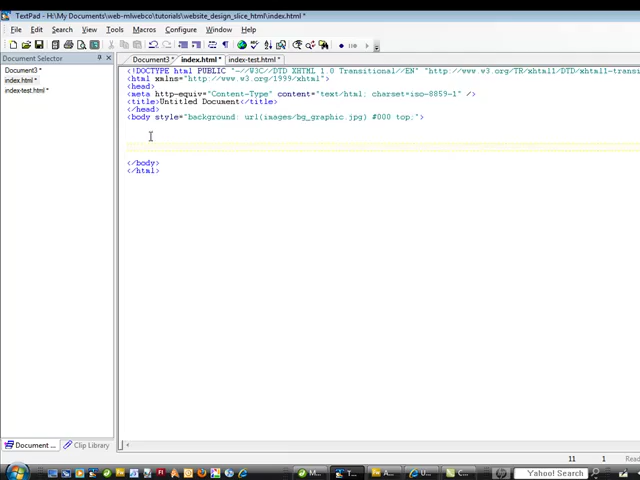 TextPad - H:\My Documents\web-mlwebco\tutorials\website_design_slice_html\index.html *
File Edit Search View Tools Macros Configure Window Help
Document Selector
Document3 * index.html * index-test.html *
Document3 *
index.html *
index-test.html *
<!DOCTYPE html PUBLIC "-//W3C//DTD XHTML 1.0 Transitional//EN" "http://www.w3.org/TR/xhtml1/DTD/xhtml1-transiti
<html xmlns="http://www.w3.org/1999/xhtml">
<head>
<meta http-equiv="Content-Type" content="text/html; charset=iso-8859-1" />
<title>Untitled Document</title>
</head>
<body style="background: url(images/bg_graphic.jpg) #000 top;">
</body>
</html>
Document ... Clip Library
11 1 Read
M... T... A... U... C... Yahoo! Search